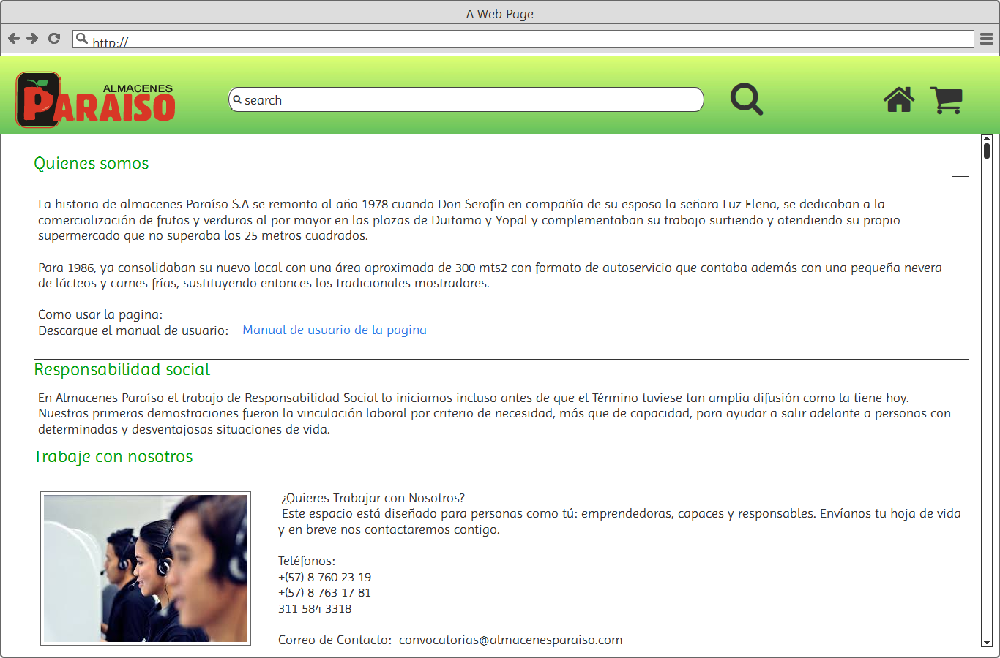 A Web Page
http://
ALMACENES
PARAISO
search
Quienes somos
La historia de almacenes Paraíso S.A se remonta al año 1978 cuando Don Serafín en compañía de su esposa la señora Luz Elena, se dedicaban a la
comercialización de frutas y verduras al por mayor en las plazas de Duitama y Yopal y complementaban su trabajo surtiendo y atendiendo su propio
supermercado que no superaba los 25 metros cuadrados.
Para 1986, ya consolidaban su nuevo local con una área aproximada de 300 mts2 con formato de autoservicio que contaba además con una pequeña nevera
de lácteos y carnes frías, sustituyendo entonces los tradicionales mostradores.
Como usar la pagina:
Descargue el manual de usuario: Manual de usuario de la pagina
Responsabilidad social
En Almacenes Paraíso el trabajo de Responsabilidad Social lo iniciamos incluso antes de que el Término tuviese tan amplia difusión como la tiene hoy.
Nuestras primeras demostraciones fueron la vinculación laboral por criterio de necesidad, más que de capacidad, para ayudar a salir adelante a personas con
determinadas y desventajosas situaciones de vida.
Trabaje con nosotros
¿Quieres Trabajar con Nosotros?
Este espacio está diseñado para personas como tú: emprendedoras, capaces y responsables. Envíanos tu hoja de vida
y en breve nos contactaremos contigo.
Teléfonos:
+(57) 8 760 23 19
+(57) 8 763 17 81
311 584 3318
Correo de Contacto: convocatorias@almacenesparaiso.com